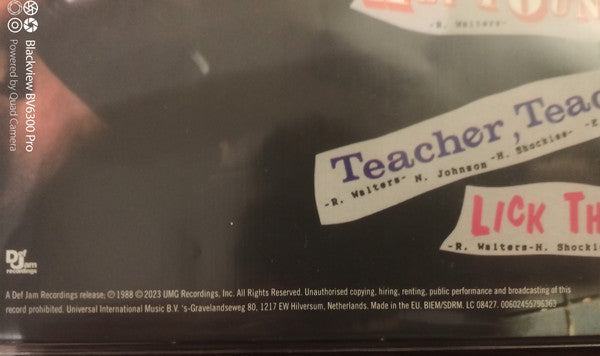 -R. Walters-
Teacher, Teac
-R. Walters- M. Johnson -H. Shocklee- -E
LICK TH
-R. Walters-H. Shockl
Def Jam
recordings
A Def Jam Recordings release; ℗ 1988 © 2023 UMG Recordings, Inc. All Rights Reserved. Unauthorised copying, hiring, renting, public performance and broadcasting of this
record prohibited. Universal International Music B.V. 's-Gravelandseweg 80, 1217 EW Hilversum, Netherlands. Made in the EU. BIEM/SDRM. LC 08427. 00602455796363
Blackview BV6300 Pro
Powered by Quad Camera